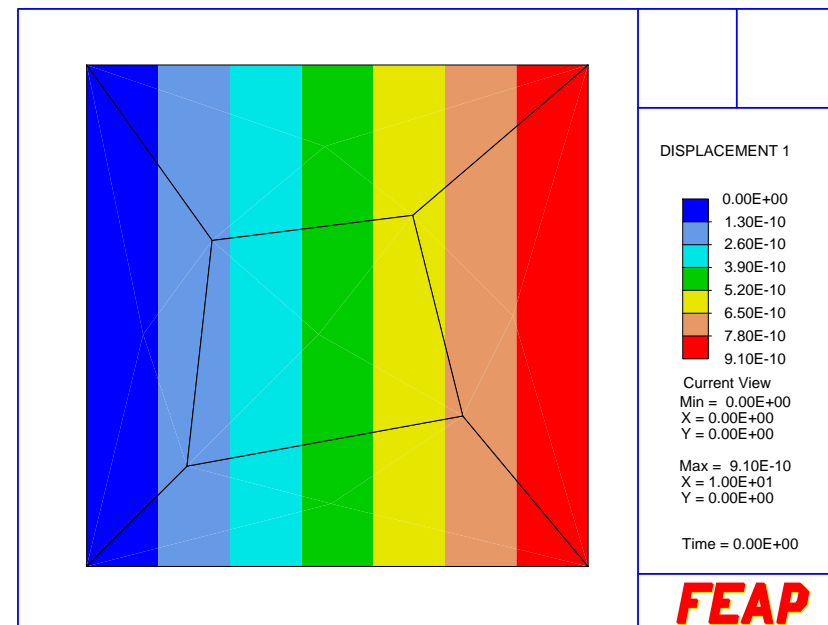 DISPLACEMENT 1
0.00E+00
1.30E-10
2.60E-10
3.90E-10
5.20E-10
6.50E-10
7.80E-10
9.10E-10
Current View
Min = 0.00E+00
X = 0.00E+00
Y = 0.00E+00
Max = 9.10E-10
X = 1.00E+01
Y = 0.00E+00
Time = 0.00E+00
FEAP